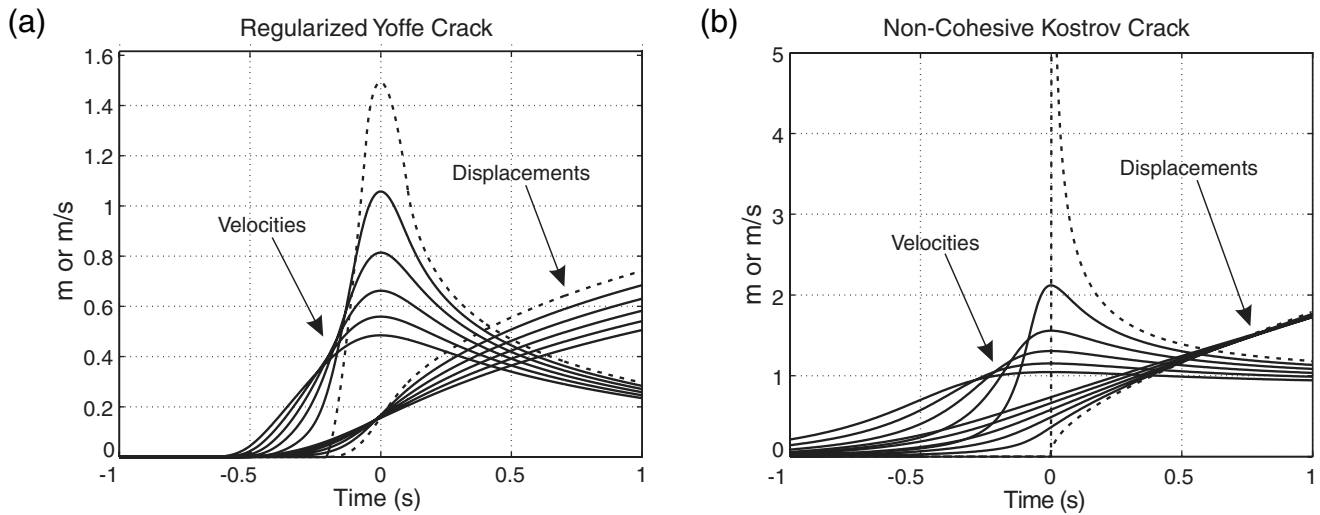 (a)
Regularized Yoffe Crack
1.6
1.4
1.2
1
0.8
0.6
0.4
0.2
0
m or m/s
Velocities
Displacements
-1
-0.5
0
0.5
1
Time (s)
(b)
Non-Cohesive Kostrov Crack
5
4
3
2
1
0
m or m/s
Velocities
Displacements
-1
-0.5
0
0.5
1
Time (s)